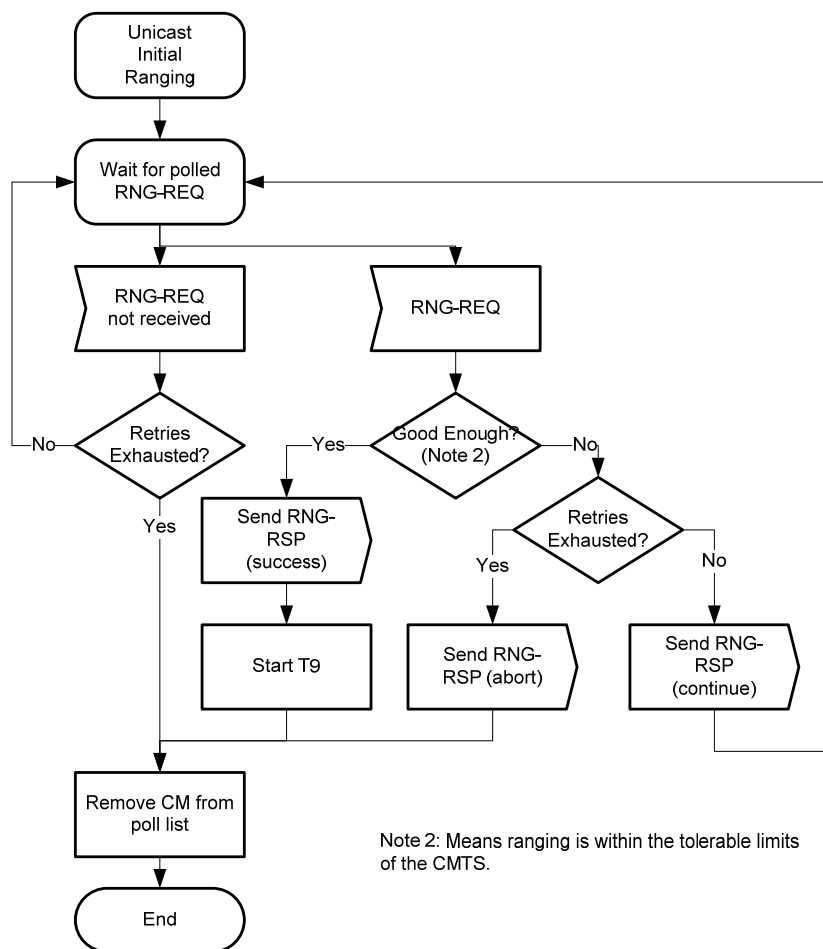 Unicast
Initial
Ranging
Wait for polled
RNG-REQ
RNG-REQ
not received
RNG-REQ
Retries
Exhausted?
No
Yes
Good Enough?
(Note 2)
Yes
No
Send RNG-
RSP
(success)
Retries
Exhausted?
Yes
No
Start T9
Send RNG-
RSP (abort)
Send RNG-
RSP
(continue)
Remove CM from
poll list
Note 2: Means ranging is within the tolerable limits
of the CMTS.
End